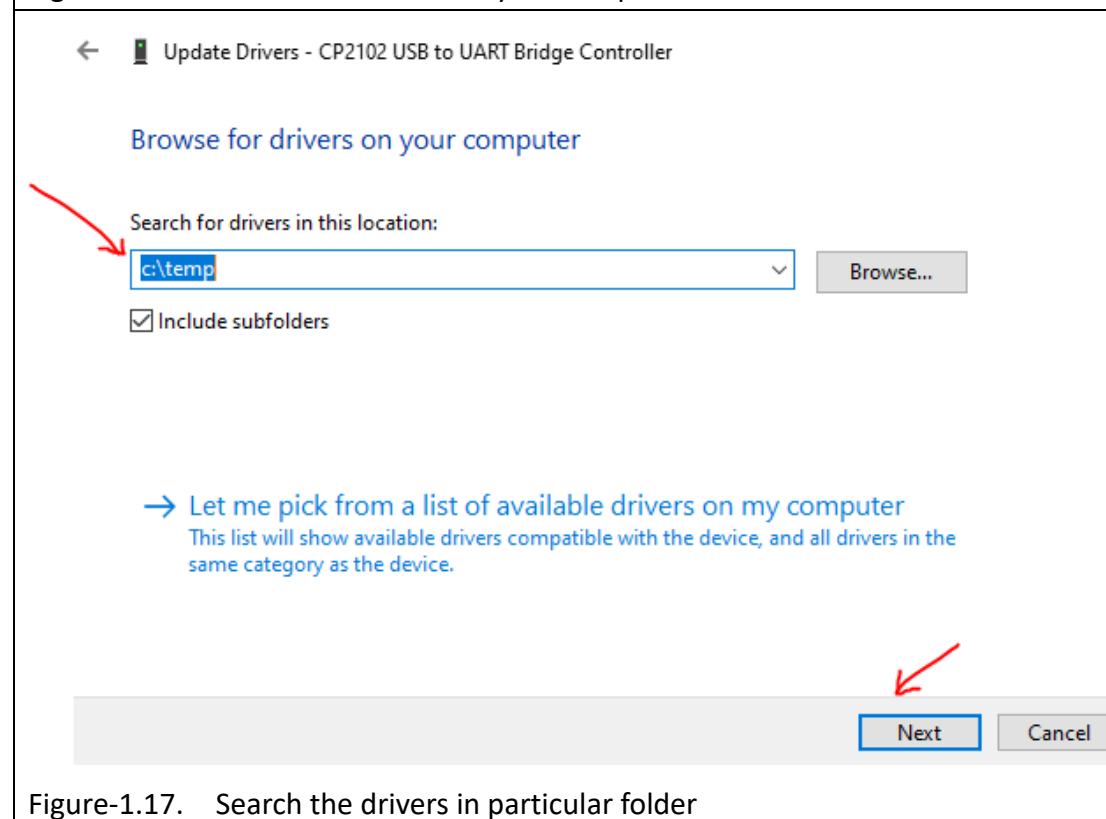 Update Drivers - CP2102 USB to UART Bridge Controller
Browse for drivers on your computer
Search for drivers in this location:
c:\temp
Browse...
Include subfolders
Let me pick from a list of available drivers on my computer
This list will show available drivers compatible with the device, and all drivers in the
same category as the device.
Next Cancel
Figure-1.17. Search the drivers in particular folder